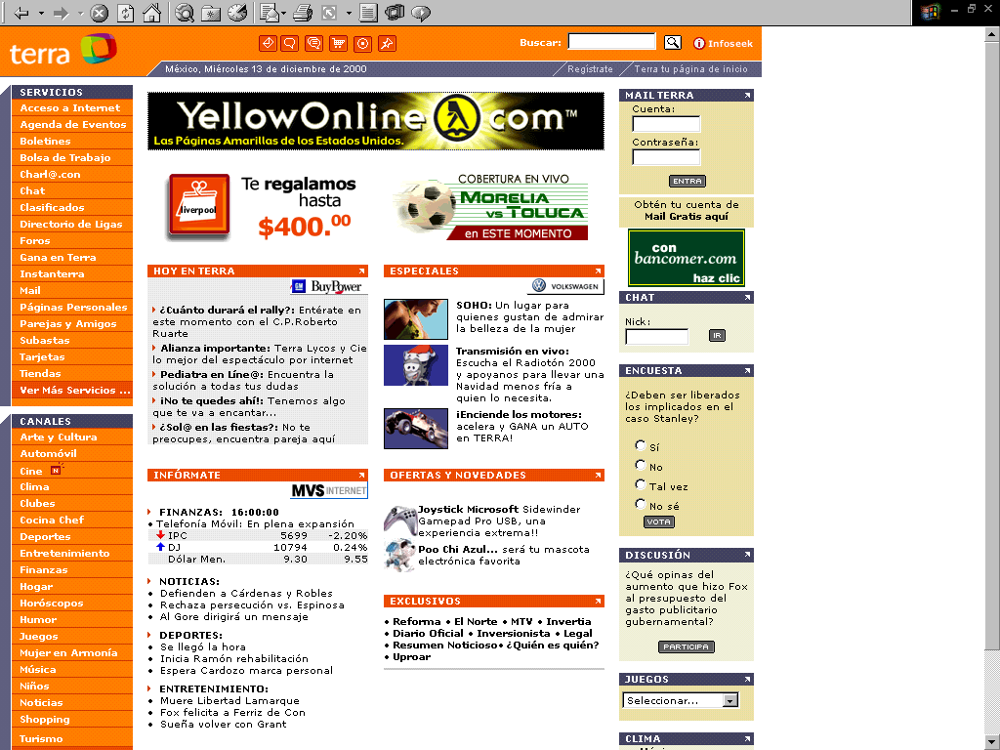 terra
Buscar:
Infoseek
México, Miércoles 13 de diciembre de 2000
Regístrate
Terra tu página de inicio
SERVICIOS
Acceso a Internet
Agenda de Eventos
Boletines
Bolsa de Trabajo
Charl@.con
Chat
Clasificados
Directorio de Ligas
Foros
Gana en Terra
Instanterra
Mail
Páginas Personales
Parejas y Amigos
Subastas
Tarjetas
Tiendas
Ver Más Servicios ...
CANALES
Arte y Cultura
Automóvil
Cine N
Clima
Clubes
Cocina Chef
Deportes
Entretenimiento
Finanzas
Hogar
Horóscopos
Humor
Juegos
Mujer en Armonía
Música
Niños
Noticias
Shopping
Turismo
YellowOnline.com™
Las Páginas Amarillas de los Estados Unidos.
liverpool
Te regalamos
hasta
$400.00
COBERTURA EN VIVO
MORELIA
vs TOLUCA
en ESTE MOMENTO
HOY EN TERRA
GM BuyPower
¿Cuánto durará el rally?: Entérate en
este momento con el C.P.Roberto
Ruarte
Alianza importante: Terra Lycos y Cie
lo mejor del espectáculo por internet
Pediatra en Líne@: Encuentra la
solución a todas tus dudas
¡No te quedes ahí!: Tenemos algo
que te va a encantar...
¿Sol@ en las fiestas?: No te
preocupes, encuentra pareja aquí
ESPECIALES
VOLKSWAGEN
SOHO: Un lugar para
quienes gustan de admirar
la belleza de la mujer
Transmisión en vivo:
Escucha el Radiotón 2000
y apoyanos para llevar una
Navidad menos fría a
quien lo necesita.
¡Enciende los motores:
acelera y GANA un AUTO
en TERRA!
INFÓRMATE
MVS INTERNET
FINANZAS: 16:00:00
• Telefonía Móvil: En plena expansión
IPC 5699 -2.20%
DJ 10794 0.24%
Dólar Men. 9.30 9.55
NOTICIAS:
• Defienden a Cárdenas y Robles
• Rechaza persecución vs. Espinosa
• Al Gore dirigirá un mensaje
DEPORTES:
• Se llegó la hora
• Inicia Ramón rehabilitación
• Espera Cardozo marca personal
ENTRETENIMIENTO:
• Muere Libertad Lamarque
• Fox felicita a Ferriz de Con
• Sueña volver con Grant
OFERTAS Y NOVEDADES
Joystick Microsoft Sidewinder
Gamepad Pro USB, una
experiencia extrema!!
Poo Chi Azul... será tu mascota
electrónica favorita
EXCLUSIVOS
• Reforma • El Norte • MTV • Invertia
• Diario Oficial • Inversionista • Legal
• Resumen Noticioso• ¿Quién es quién?
• Uproar
MAIL TERRA
Cuenta:
Contraseña:
ENTRA
Obtén tu cuenta de
Mail Gratis aquí
con
bancomer.com
haz clic
CHAT
Nick:
IR
ENCUESTA
¿Deben ser liberados
los implicados en el
caso Stanley?
Sí
No
Tal vez
No sé
VOTA
DISCUSIÓN
¿Qué opinas del
aumento que hizo Fox
al presupuesto del
gasto publicitario
gubernamental?
PARTICIPA
JUEGOS
Seleccionar...
CLIMA